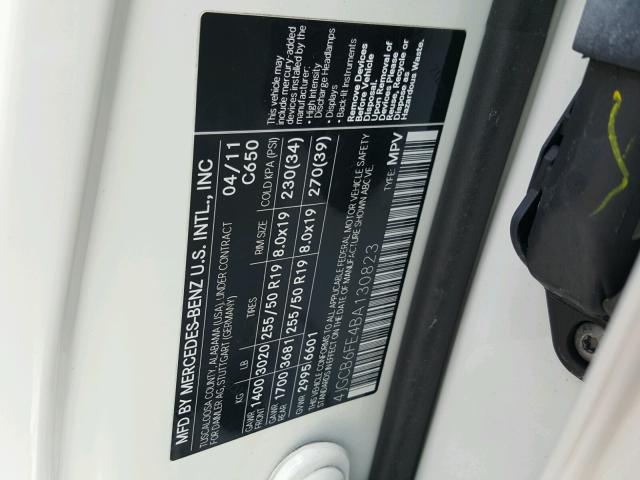 MFD BY MERCEDES-BENZ U.S. INTL., INC
TUSCALOOSA COUNTY, ALABAMA (USA), UNDER CONTRACT
FOR DAIMLER AG, STUTTGART (GERMANY)
04/11
C650
KG LB TIRES RIM SIZE COLD KPA (PSI)
GAWR FRONT 1400 3020 255/50 R19 8.0x19 230(34)
GAWR REAR 1700 3681 255/50 R19 8.0x19 270(39)
GVWR 2995 6601
THIS VEHICLE CONFORMS TO ALL APPLICABLE FEDERAL MOTOR VEHICLE SAFETY
STANDARDS IN EFFECT ON THE DATE OF MANUFACTURE SHOWN ABOVE.
4JGCB6FE4BA130823
TYPE: MPV
This vehicle may
include mercury-added
devices installed by the
manufacturer:
• High Intensity
Discharge Headlamps
• Displays
• Back-lit Instruments
Remove Devices
Before Vehicle
Disposal.
Upon Removal of
Devices, Please
Dispose, Recycle or
Hazardous Waste.